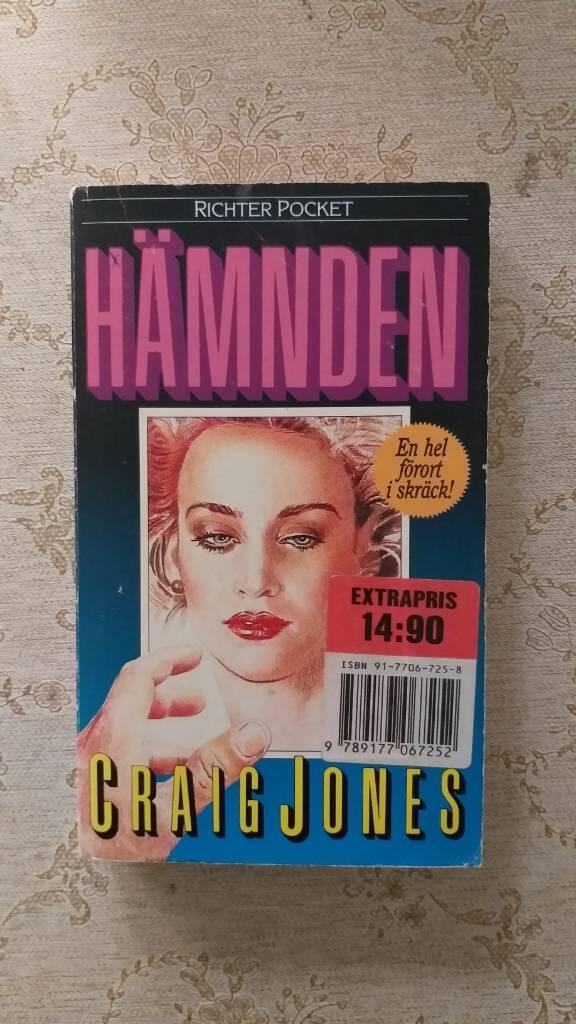 RICHTER POCKET
HÄMNDEN
En hel
förort
i skräck!
EXTRAPRIS
14:90
ISBN 91-7706-725-8
9 789177 067252
CRAIG JONES